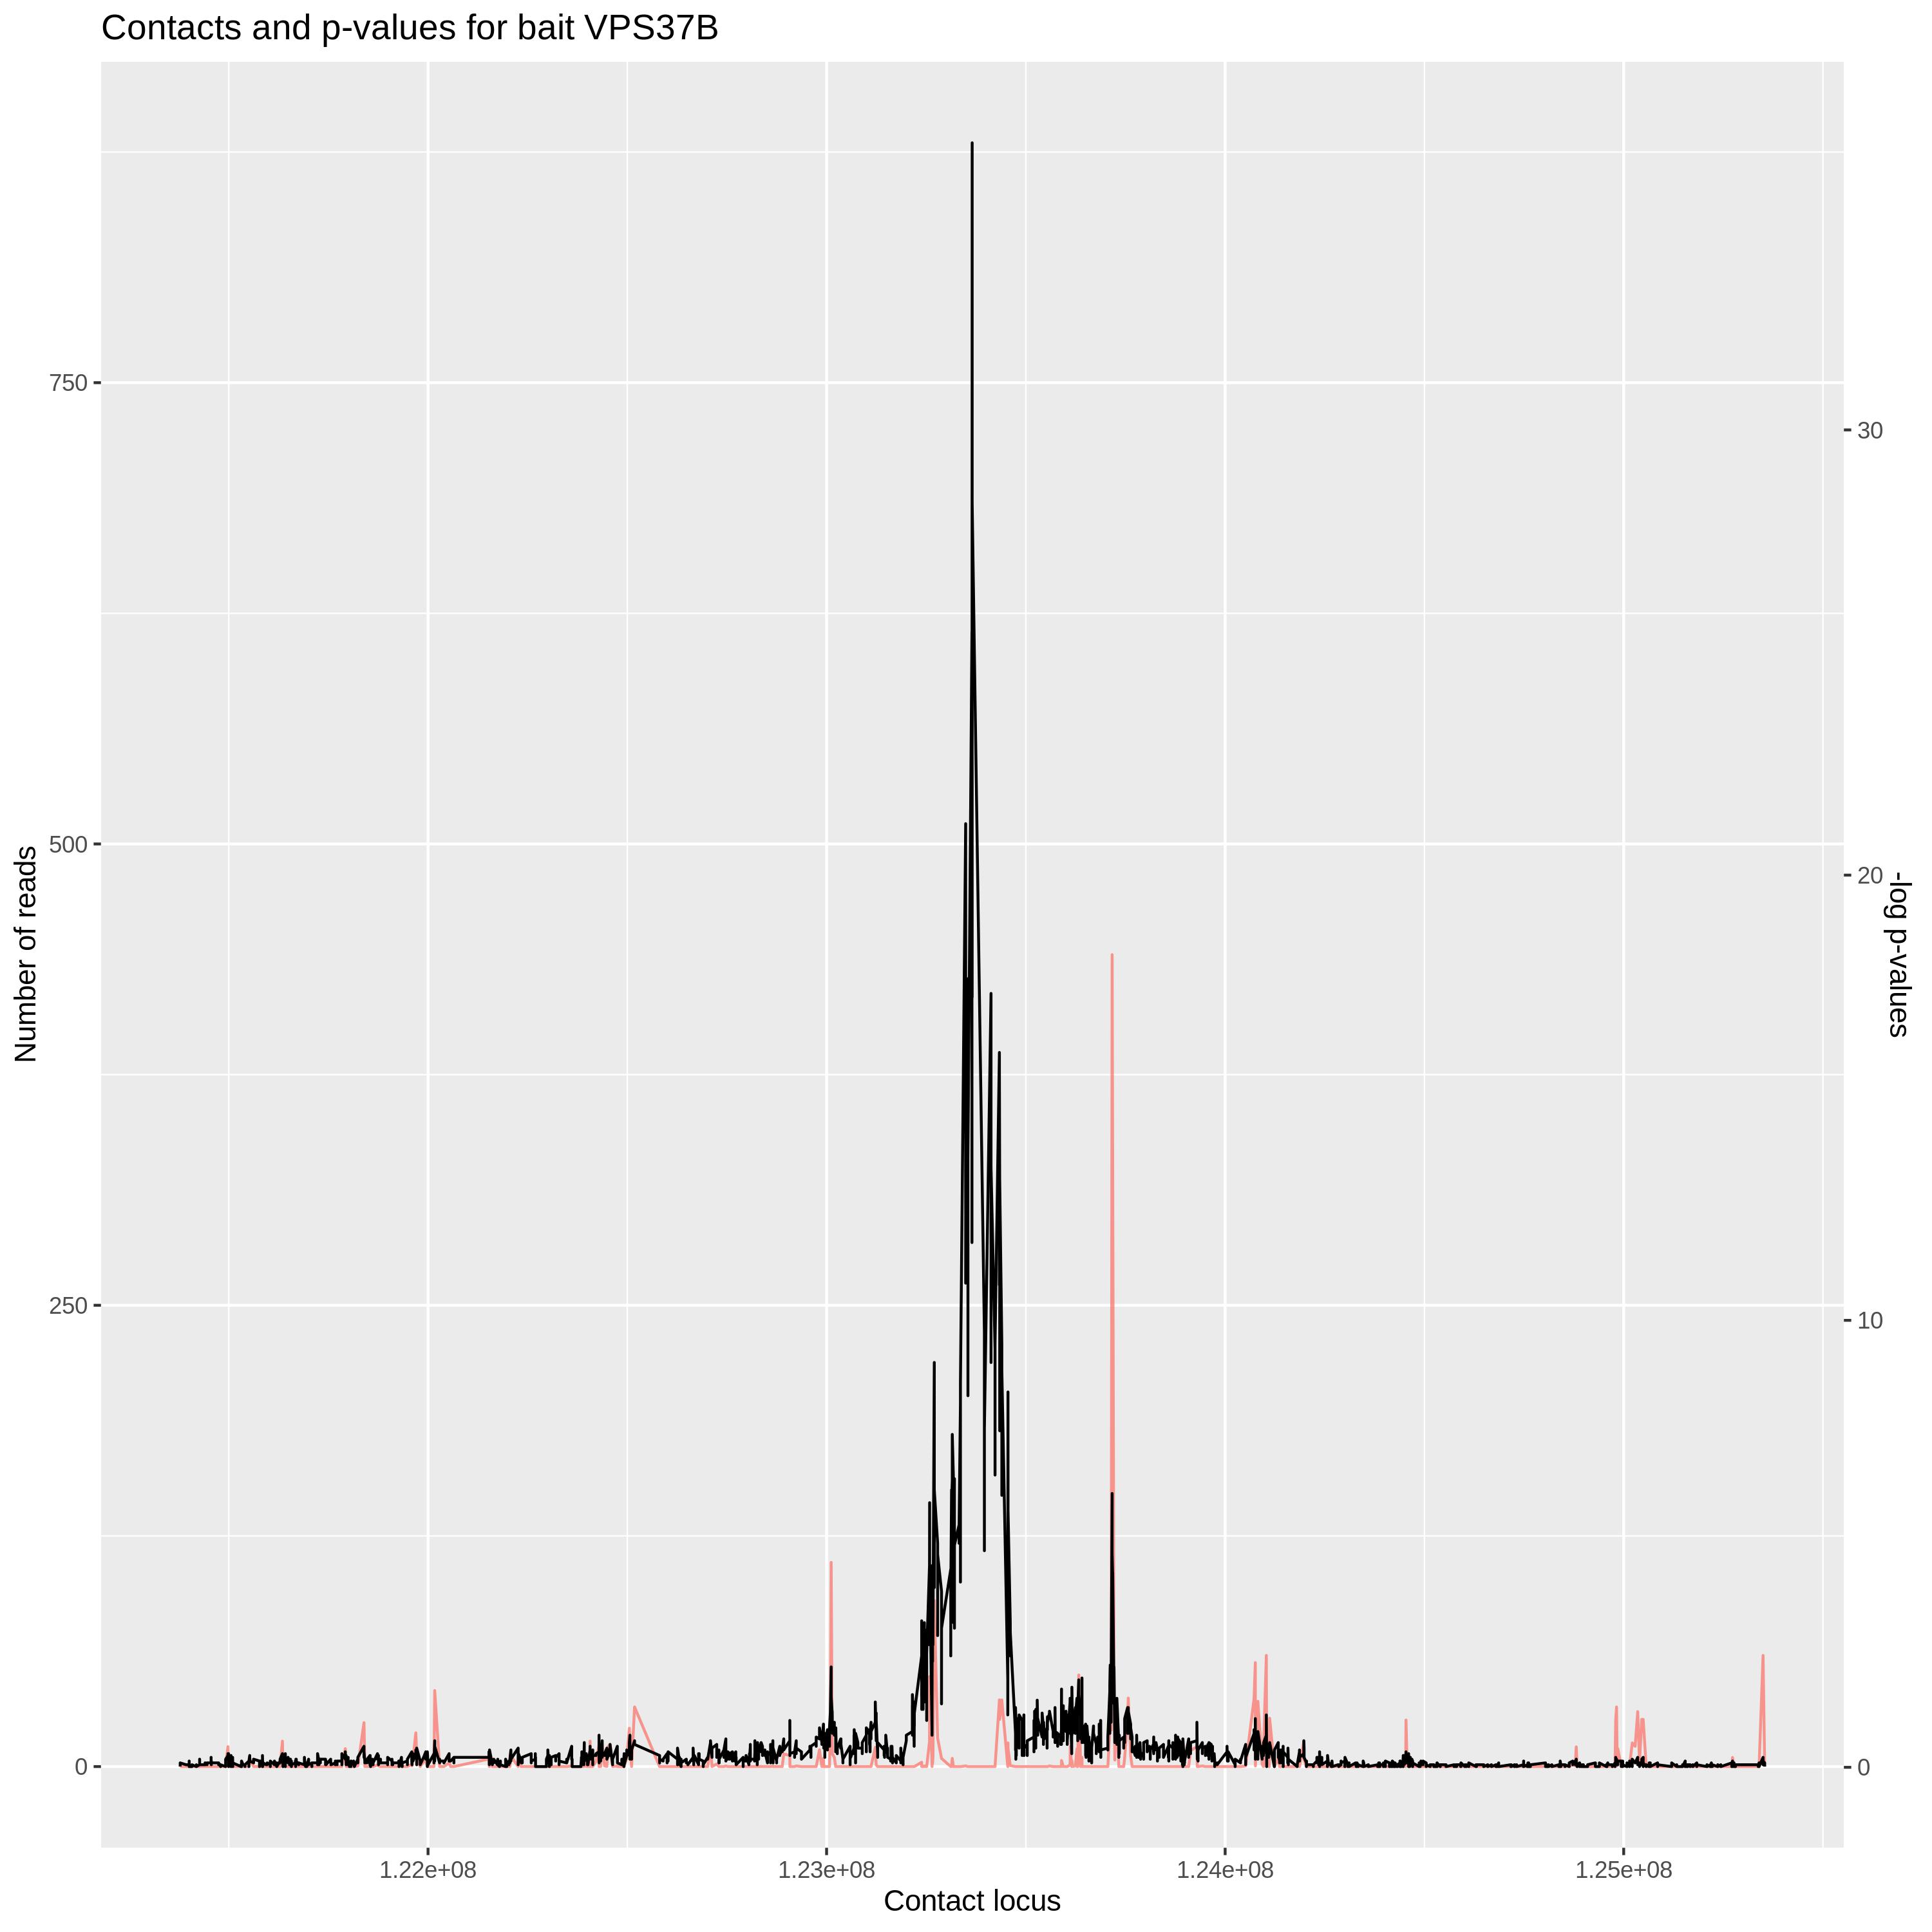 Contacts and p-values for bait VPS37B
750
500
250
0
Number of reads
30
20
10
0
-log p-values
1.22e+08
1.23e+08
1.24e+08
1.25e+08
Contact locus